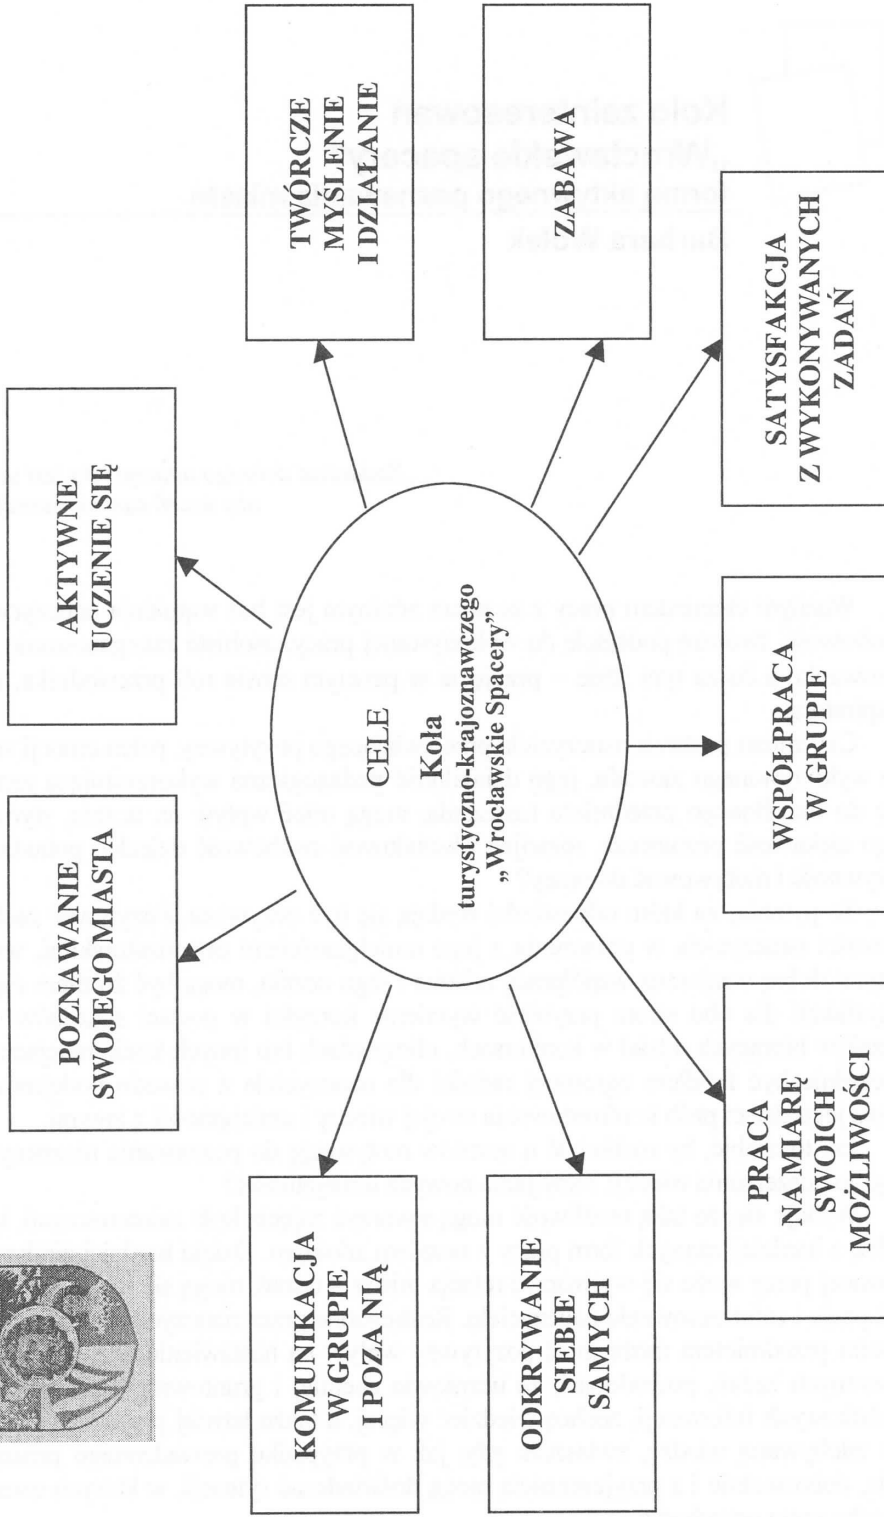 POZNAWANIE
SWOJEGO MIASTA
AKTYWNE
UCZENIE SIĘ
KOMUNIKACJA
W GRUPIE
I POZA NIĄ
TWÓRCZE
MYŚLENIE
I DZIAŁANIE
CELE
Koła
turystyczno-krajoznawczego
„Wrocławskie Spacery”
ODKRYWANIE
SIEBIE
SAMYCH
ZABAWA
PRACA
NA MIARĘ
SWOICH
MOŻLIWOŚCI
WSPÓŁPRACA
W GRUPIE
SATYSFAKCJA
Z WYKONYWANYCH
ZADAŃ